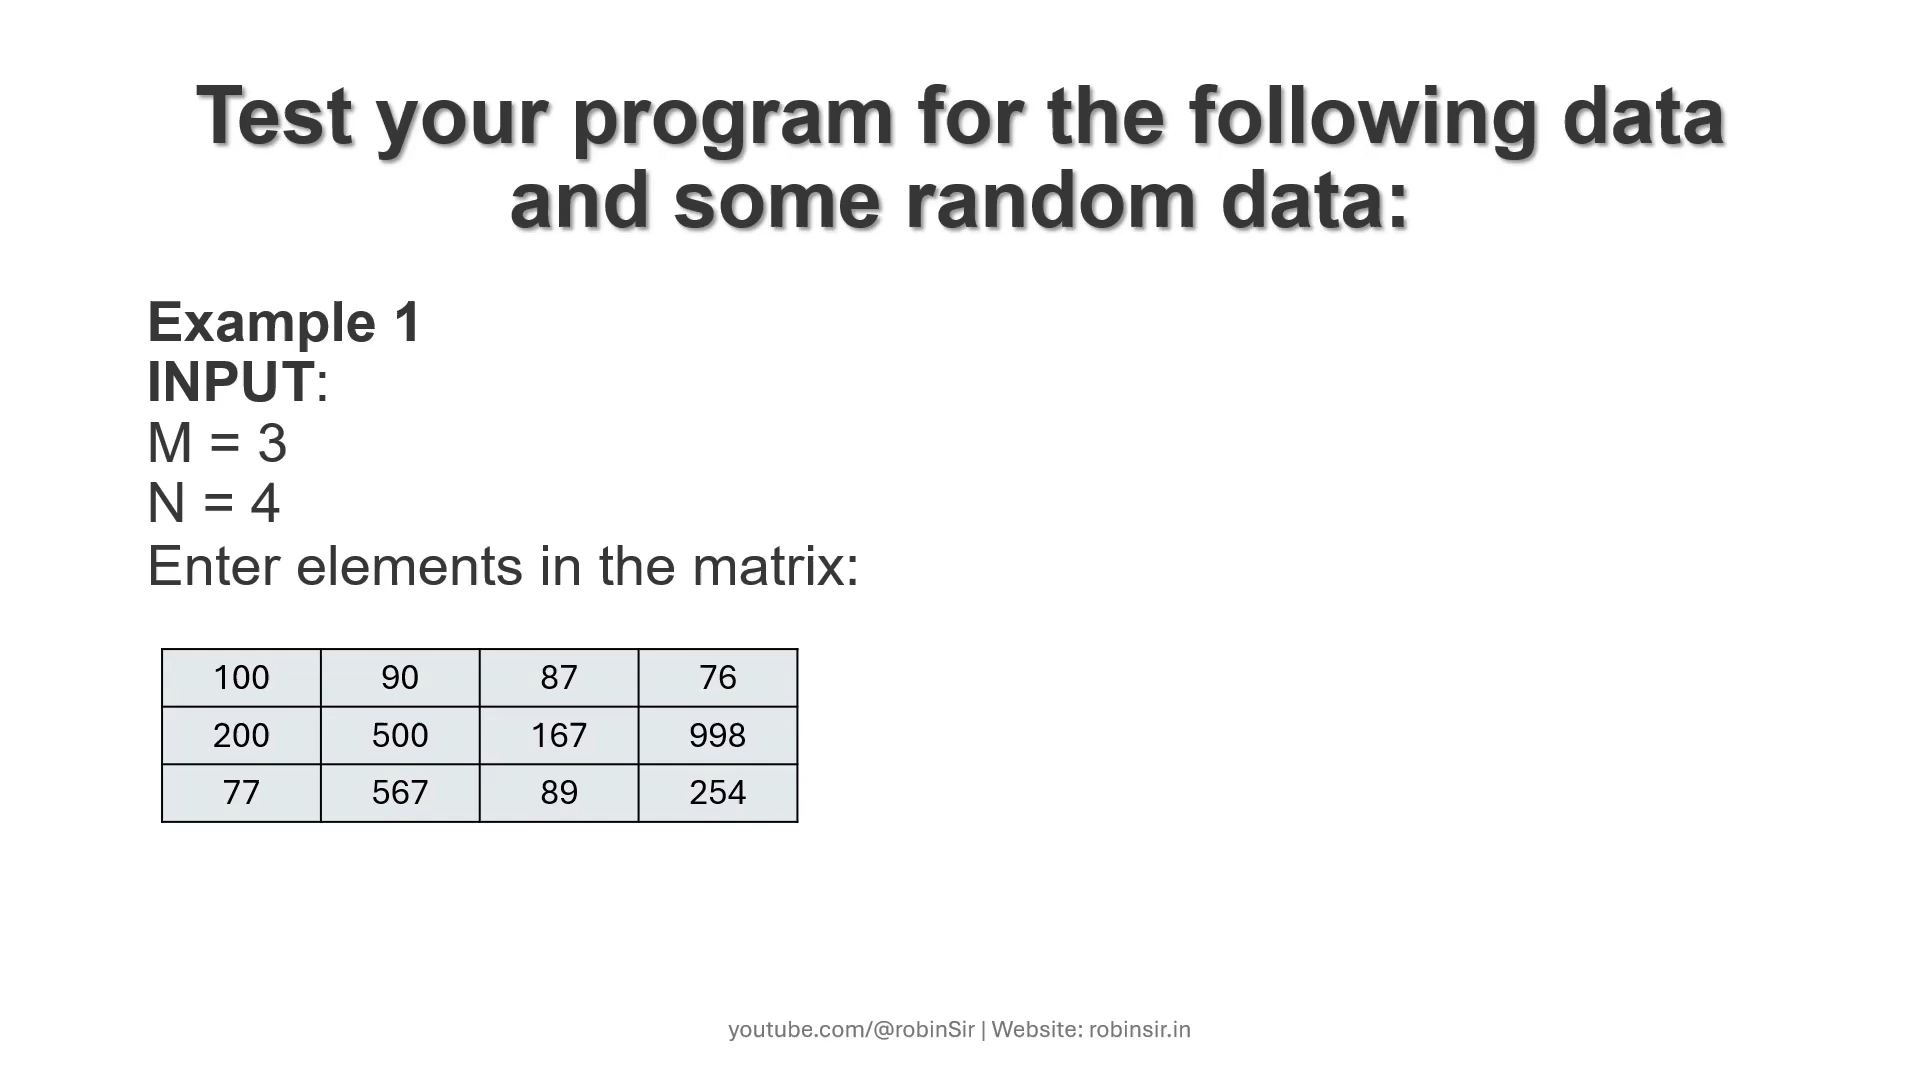 Test your program for the following data
and some random data:
Example 1
INPUT:
M = 3
N = 4
Enter elements in the matrix:
100 90 87 76
200 500 167 998
77 567 89 254
youtube.com/@robinSir | Website: robinsir.in